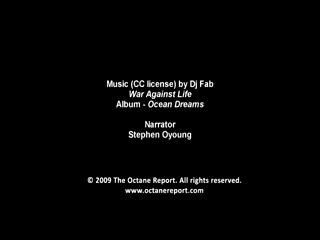 Music (CC license) by Dj Fab
War Against Life
Album - Ocean Dreams
Narrator
Stephen Oyoung
© 2009 The Octane Report. All rights reserved.
www.octanereport.com